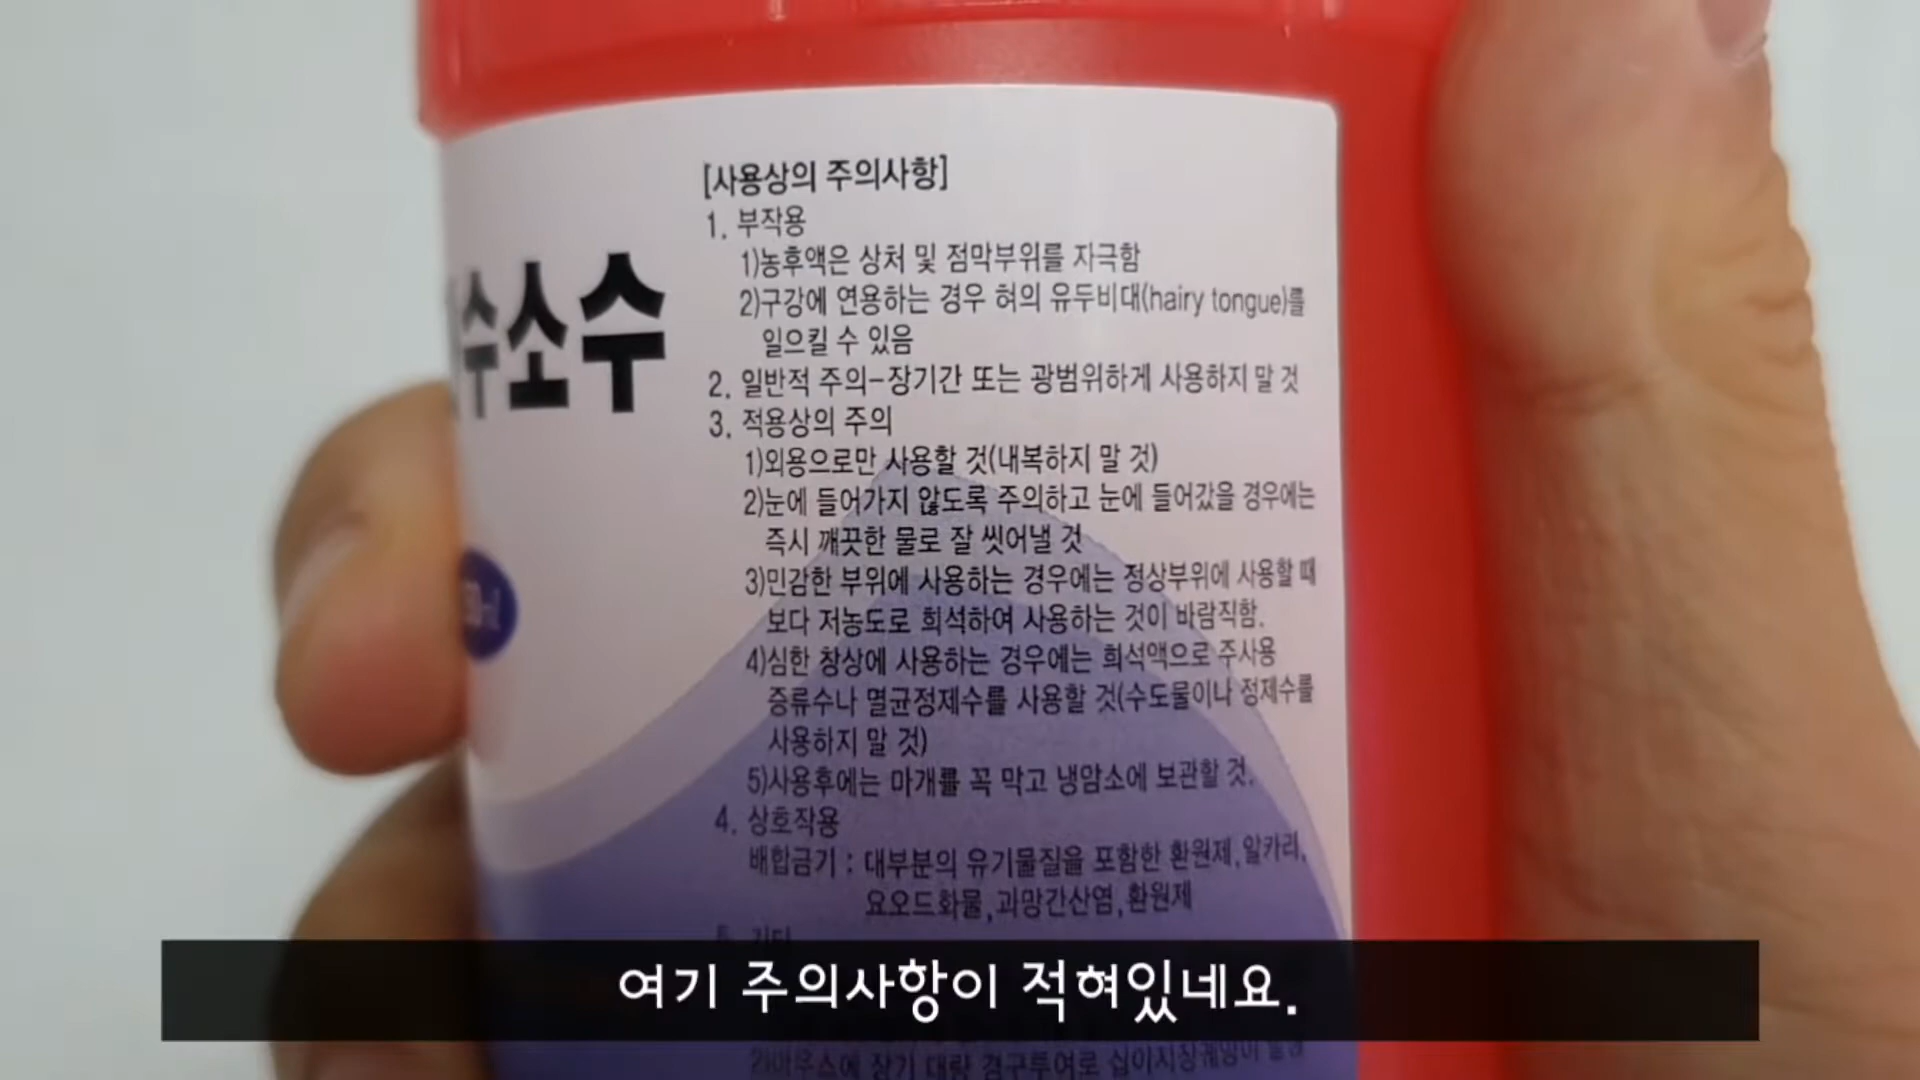 수소수
[사용상의 주의사항]
1. 부작용
1)농후액은 상처 및 점막부위를 자극함
2)구강에 연용하는 경우 혀의 유두비대(hairy tongue)를
일으킬 수 있음
2. 일반적 주의-장기간 또는 광범위하게 사용하지 말 것
3. 적용상의 주의
1)외용으로만 사용할 것(내복하지 말 것)
2)눈에 들어가지 않도록 주의하고 눈에 들어갔을 경우에는
즉시 깨끗한 물로 잘 씻어낼 것
3)민감한 부위에 사용하는 경우에는 정상부위에 사용할 때
보다 저농도로 희석하여 사용하는 것이 바람직함.
4)심한 창상에 사용하는 경우에는 희석액으로 주사용
증류수나 멸균정제수를 사용할 것(수도물이나 정제수를
사용하지 말 것)
5)사용후에는 마개를 꼭 막고 냉암소에 보관할 것.
4. 상호작용
배합금기 : 대부분의 유기물질을 포함한 환원제,알카리,
요오드화물,과망간산염,환원제
여기 주의사항이 적혀있네요.
장기 대량 경구투여로